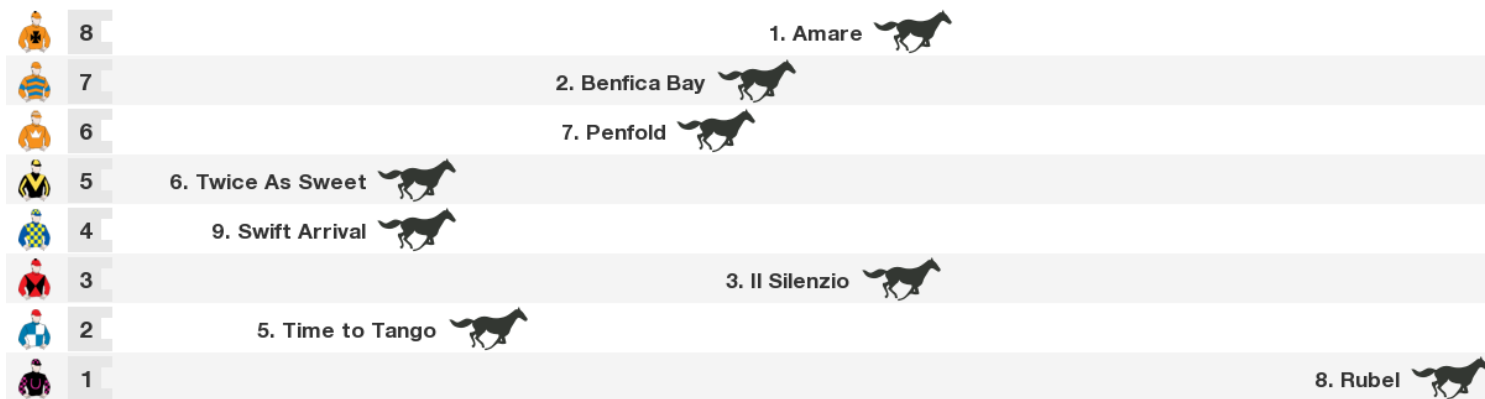 8 1. Amare
7 2. Benfica Bay
6 7. Penfold
5 6. Twice As Sweet
4 9. Swift Arrival
3 3. Il Silenzio
2 5. Time to Tango
1 8. Rubel